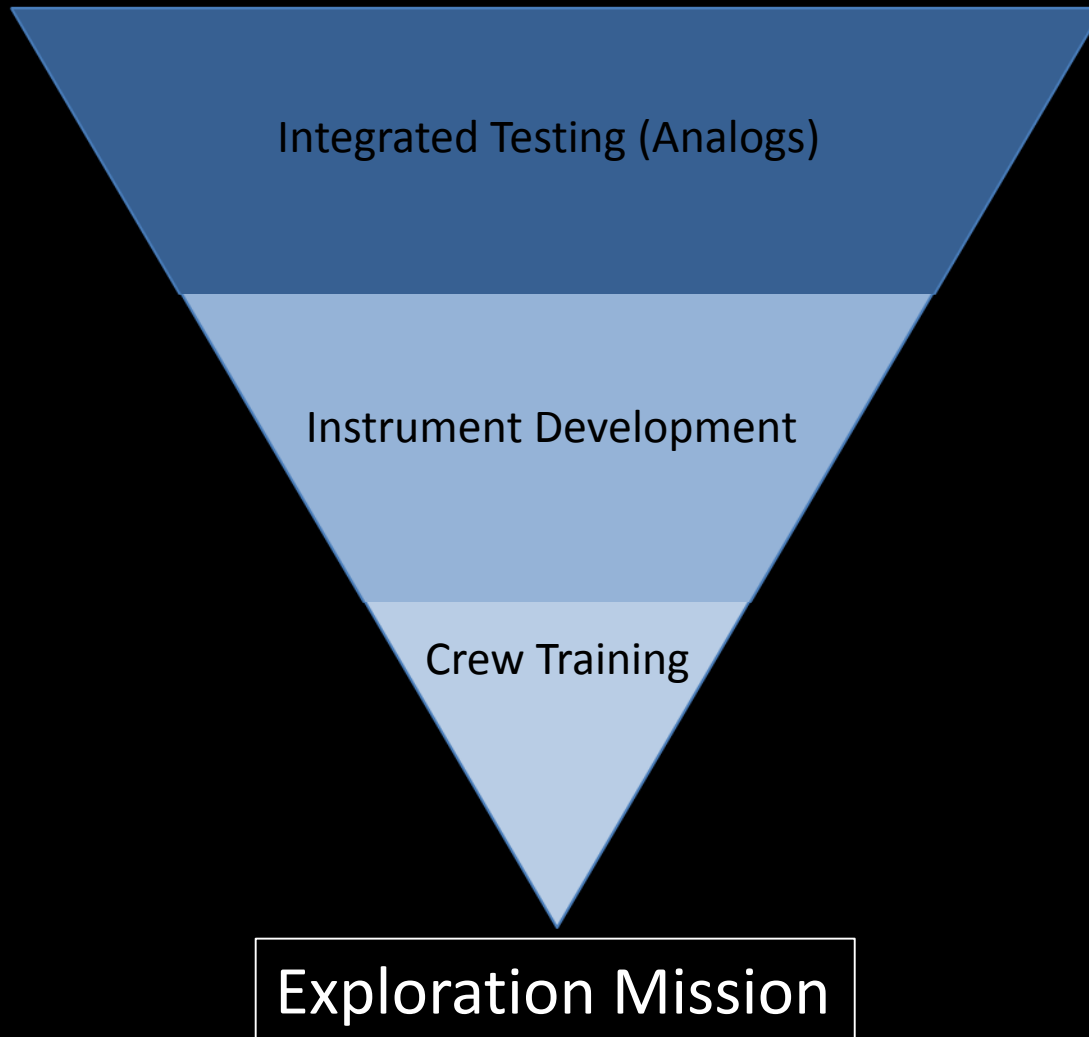 Integrated Testing (Analogs)
Instrument Development
Crew Training
Exploration Mission